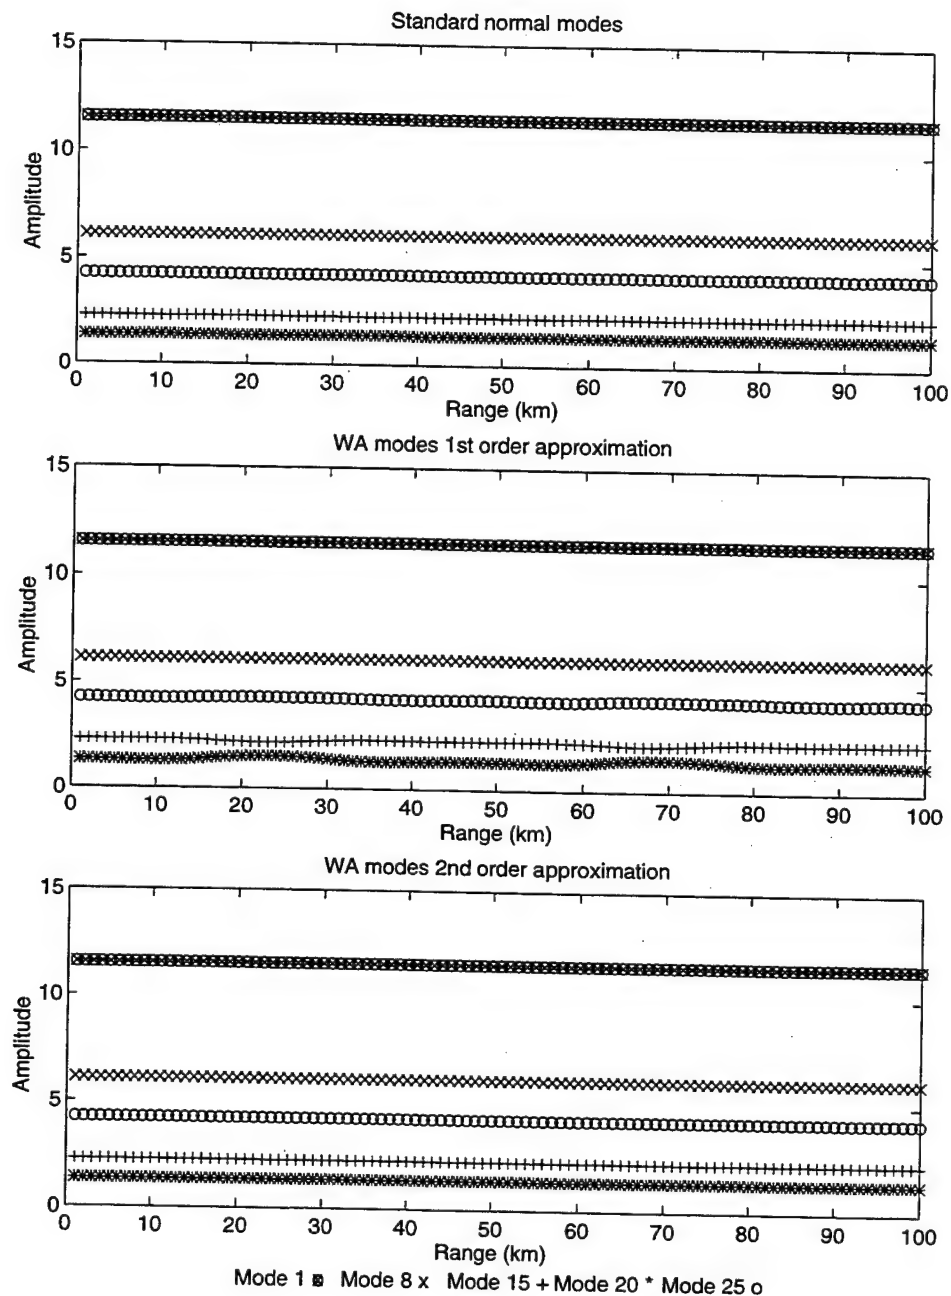 Standard normal modes
15
10
5
0
Amplitude
0 10 20 30 40 50 60 70 80 90 100
Range (km)
WA modes 1st order approximation
15
10
5
0
Amplitude
0 10 20 30 40 50 60 70 80 90 100
Range (km)
WA modes 2nd order approximation
15
10
5
0
Amplitude
0 10 20 30 40 50 60 70 80 90 100
Range (km)
Mode 1 ⊠ Mode 8 x Mode 15 + Mode 20 * Mode 25 o